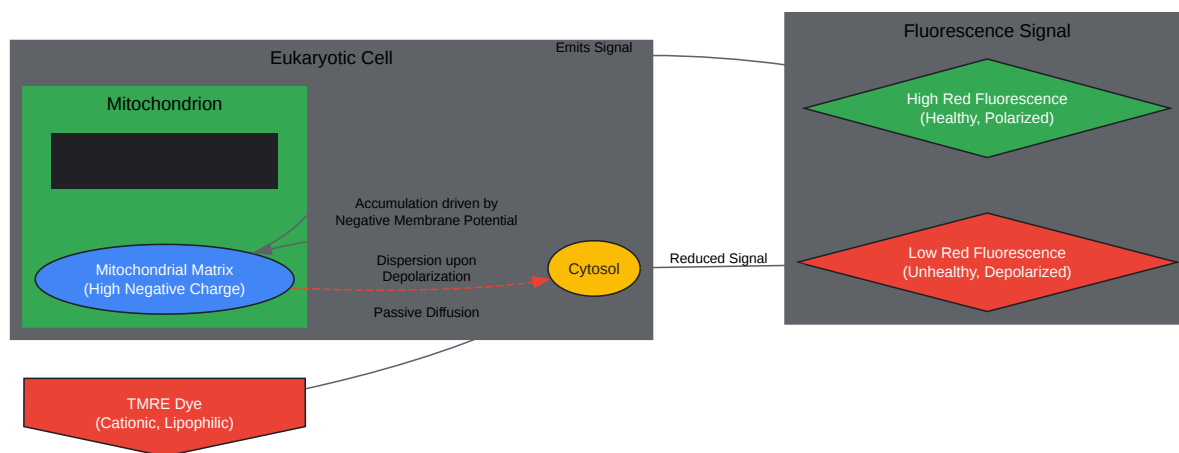 Eukaryotic Cell
Mitochondrion
Mitochondrial Matrix
(High Negative Charge)
Accumulation driven by
Negative Membrane Potential
Dispersion upon
Depolarization
Passive Diffusion
Cytosol
Emits Signal
Reduced Signal
Fluorescence Signal
High Red Fluorescence
(Healthy, Polarized)
Low Red Fluorescence
(Unhealthy, Depolarized)
TMRE Dye
(Cationic, Lipophilic)